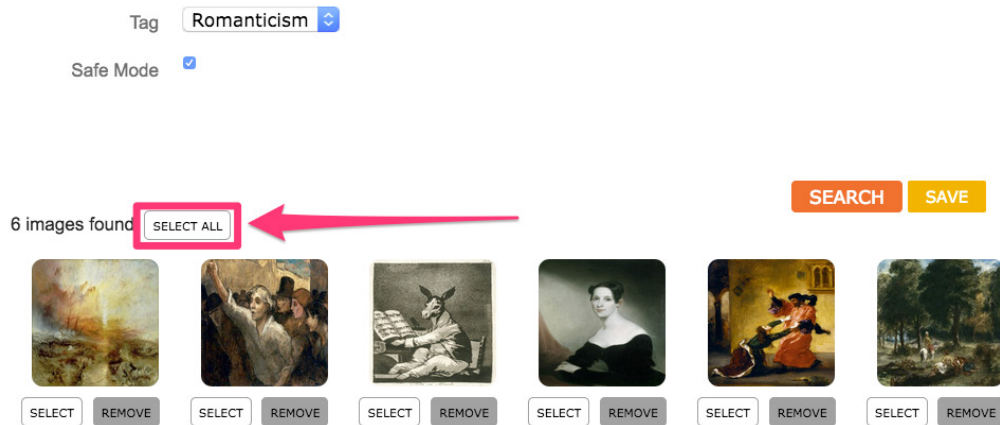 Tag Romanticism
Safe Mode
SEARCH SAVE
6 images found SELECT ALL
SELECT REMOVE SELECT REMOVE SELECT REMOVE SELECT REMOVE SELECT REMOVE SELECT REMOVE